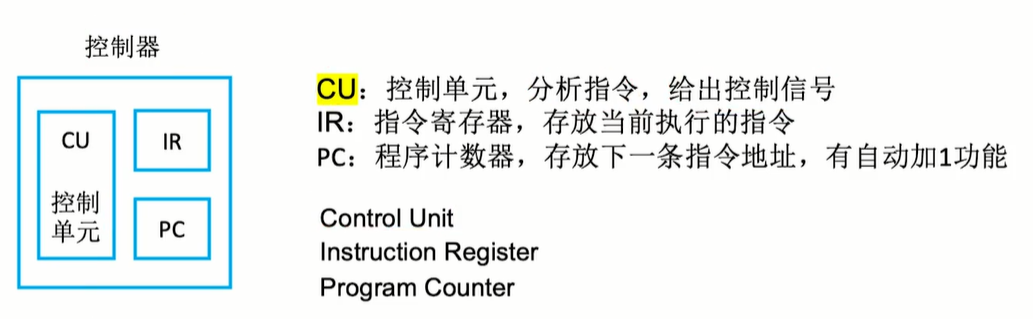 控制器
CU
控制
单元
IR
PC
CU：控制单元，分析指令，给出控制信号
IR：指令寄存器，存放当前执行的指令
PC：程序计数器，存放下一条指令地址，有自动加1功能
Control Unit
Instruction Register
Program Counter